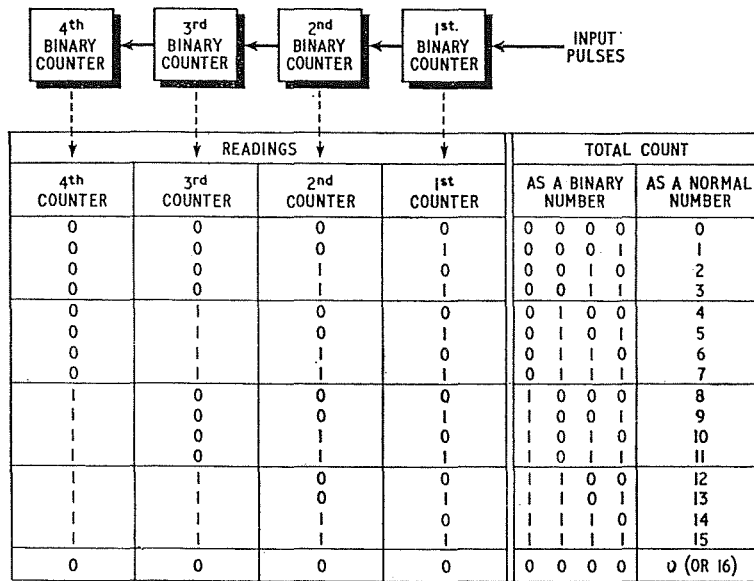 4th BINARY COUNTER
3rd BINARY COUNTER
2nd BINARY COUNTER
1st. BINARY COUNTER
INPUT PULSES
READINGS
TOTAL COUNT
4th COUNTER 3rd COUNTER 2nd COUNTER 1st COUNTER AS A BINARY NUMBER AS A NORMAL NUMBER
0 0 0 0 0 0 0 0 0
0 0 0 1 0 0 0 1 1
0 0 1 0 0 0 1 0 2
0 0 1 1 0 0 1 1 3
0 1 0 0 0 1 0 0 4
0 1 0 1 0 1 0 1 5
0 1 1 0 0 1 1 0 6
0 1 1 1 0 1 1 1 7
1 0 0 0 1 0 0 0 8
1 0 0 1 1 0 0 1 9
1 0 1 0 1 0 1 0 10
1 0 1 1 1 0 1 1 11
1 1 0 0 1 1 0 0 12
1 1 0 1 1 1 0 1 13
1 1 1 0 1 1 1 0 14
1 1 1 1 1 1 1 1 15
0 0 0 0 0 0 0 0 0 (OR 16)